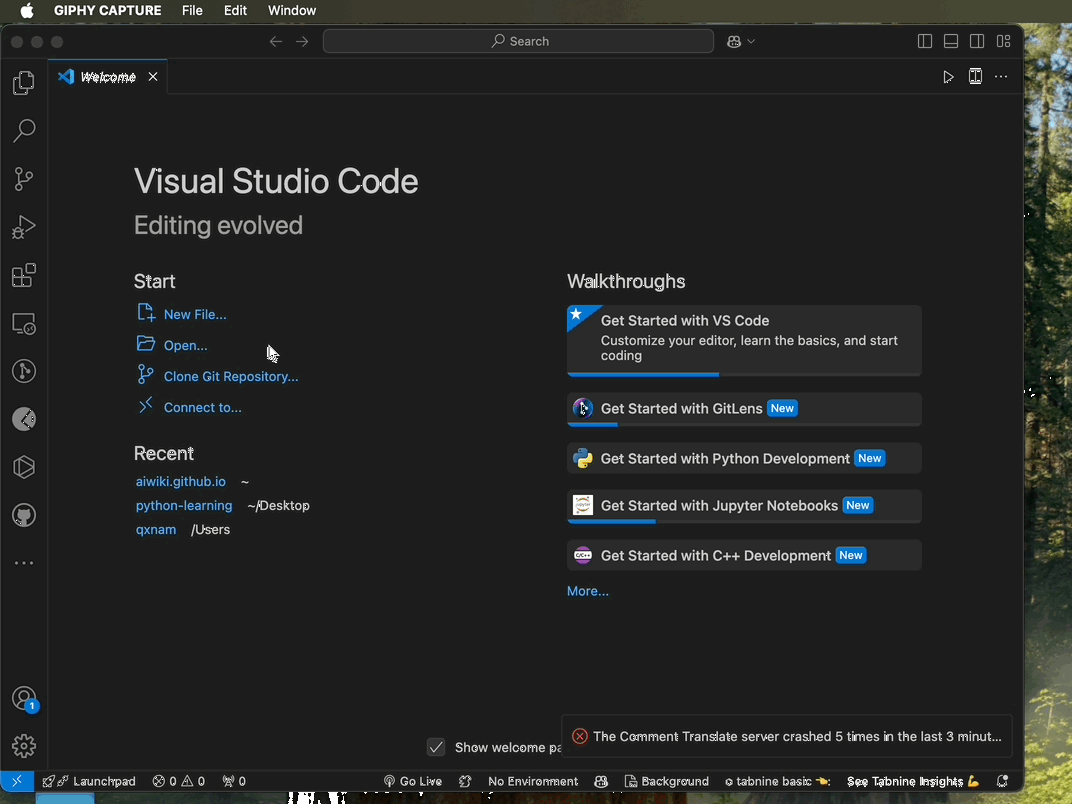 GIPHY CAPTURE File Edit Window
Search
Welcome
Visual Studio Code
Editing evolved
Start
New File...
Open...
Clone Git Repository...
Connect to...
Recent
aiwiki.github.io ~
python-learning ~/Desktop
qxnam /Users
Walkthroughs
Get Started with VS Code
Customize your editor, learn the basics, and start
coding
Get Started with GitLens New
Get Started with Python Development New
Get Started with Jupyter Notebooks New
Get Started with C++ Development New
More...
1
Show welcome pa
The Comment Translate server crashed 5 times in the last 3 minut...
Launchpad 0 0 0 Go Live No Environment Background tabnine basic See Tabnine Insights